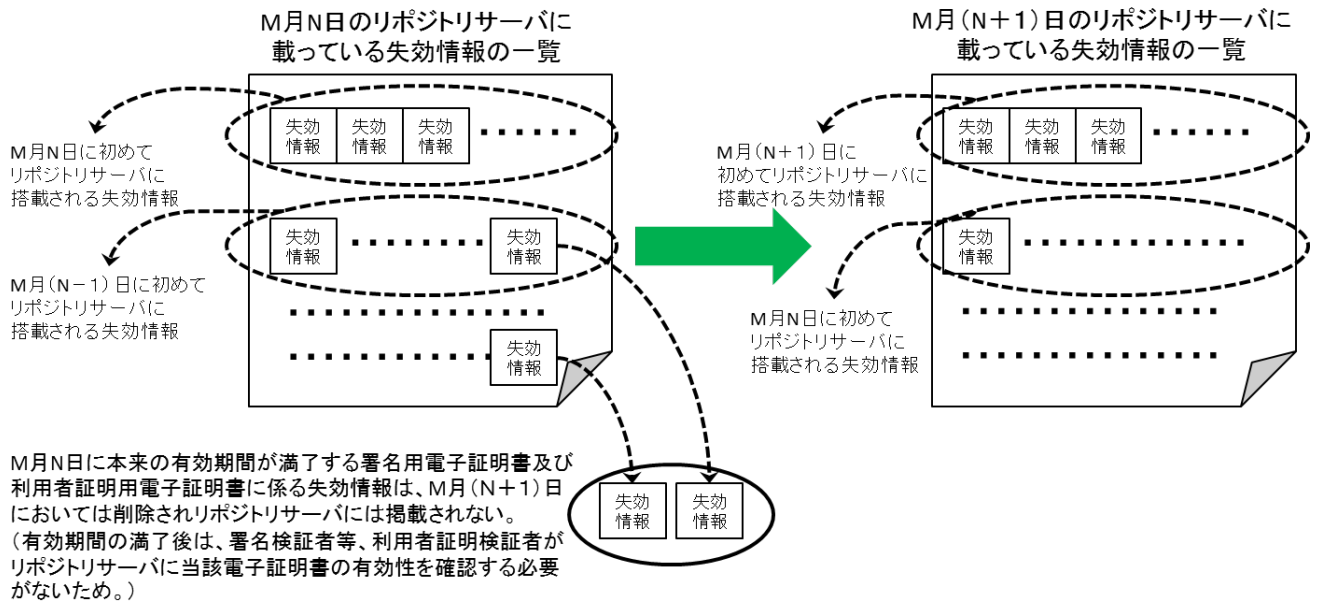 M月N日のリポジトリサーバに
載っている失効情報の一覧
失効
情報
失効
情報
失効
情報
M月N日に初めて
リポジトリサーバに
搭載される失効情報
失効
情報
失効
情報
M月(N-1)日に初めて
リポジトリサーバに
搭載される失効情報
失効
情報
M月(N+1)日のリポジトリサーバに
載っている失効情報の一覧
失効
情報
失効
情報
失効
情報
M月(N+1)日に
初めてリポジトリサーバに
搭載される失効情報
失効
情報
M月N日に初めて
リポジトリサーバに
搭載される失効情報
M月N日に本来の有効期間が満了する署名用電子証明書及び
利用者証明用電子証明書に係る失効情報は、M月(N+1)日
においては削除されリポジトリサーバには掲載されない。
(有効期間の満了後は、署名検証者等、利用者証明検証者が
リポジトリサーバに当該電子証明書の有効性を確認する必要
がないため。)
失効
情報
失効
情報